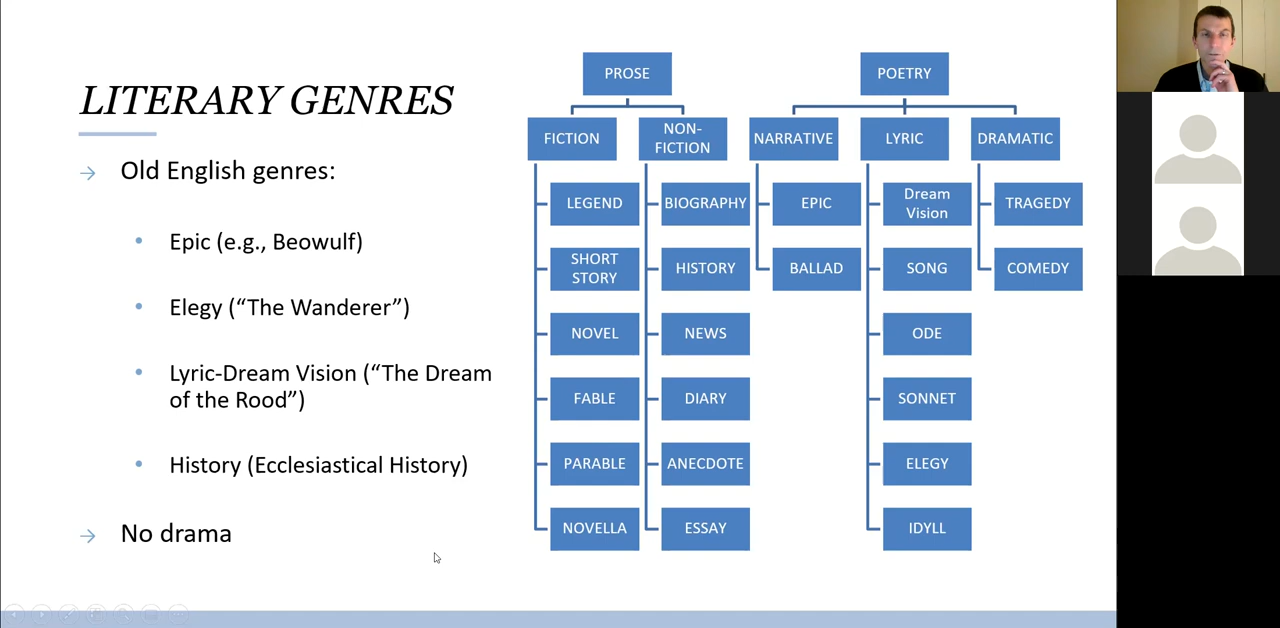 LITERARY GENRES
→ Old English genres:
• Epic (e.g., Beowulf)
• Elegy (“The Wanderer”)
• Lyric-Dream Vision (“The Dream
of the Rood”)
• History (Ecclesiastical History)
→ No drama
PROSE
FICTION
LEGEND
SHORT
STORY
NOVEL
FABLE
PARABLE
NOVELLA
NON-
FICTION
BIOGRAPHY
HISTORY
NEWS
DIARY
ANECDOTE
ESSAY
POETRY
NARRATIVE
EPIC
BALLAD
LYRIC
Dream
Vision
SONG
ODE
SONNET
ELEGY
IDYLL
DRAMATIC
TRAGEDY
COMEDY